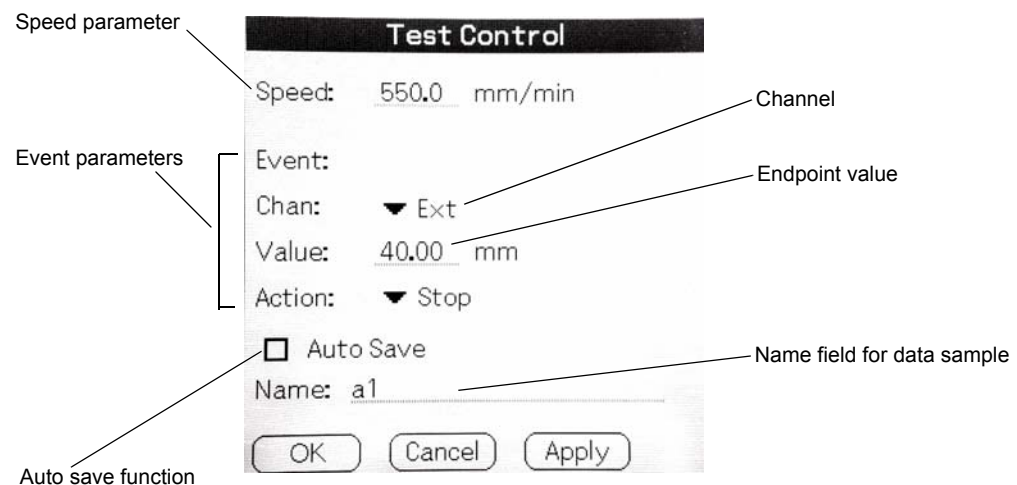 Speed parameter
Test Control
Speed: 550.0 mm/min
Channel
Event parameters
Event:
Endpoint value
Chan: Ext
Value: 40.00 mm
Action: Stop
Auto Save
Name field for data sample
Name: a1
OK Cancel Apply
Auto save function